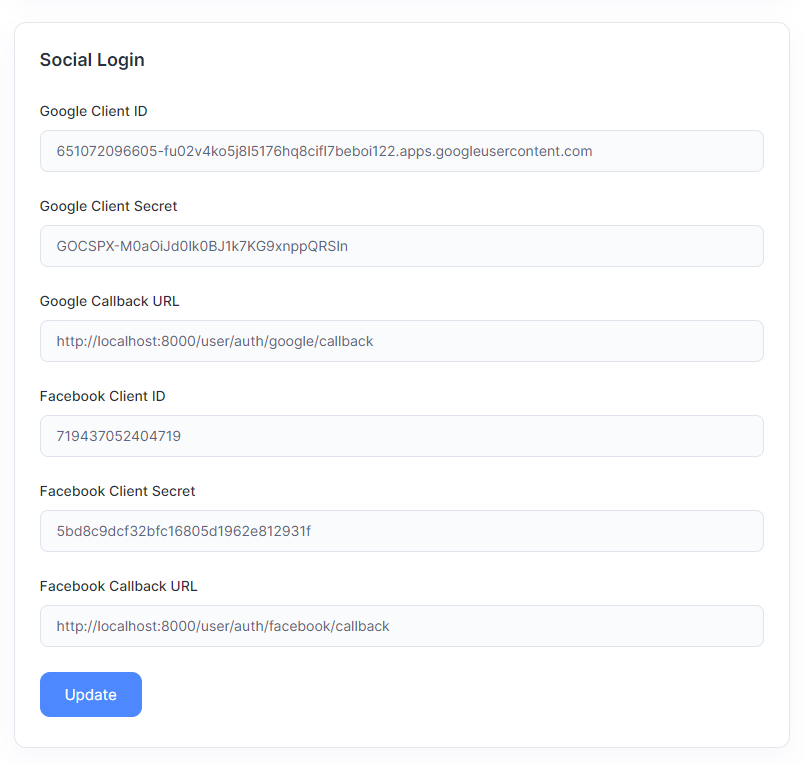 Social Login
Google Client ID
651072096605-fu02v4ko5j8l5176hq8cifl7beboi122.apps.googleusercontent.com
Google Client Secret
Google Callback URL
http://localhost:8000/user/auth/google/callback
Facebook Client ID
719437052404719
Facebook Client Secret
5bd8c9dcf32bfc16805d1962e812931f
Facebook Callback URL
http://localhost:8000/user/auth/facebook/callback
Update